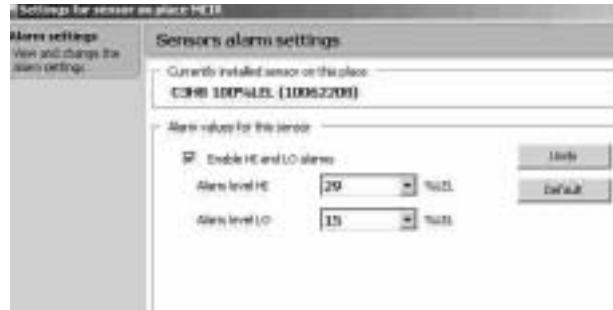 Settings for sensor on place MEIR
Alarm settings
View and change the
alarm settings
Sensors alarm settings
Currently installed sensor on this place
C3H8 100%LEL (10062208)
Alarm values for this sensor
Enable HI and LO alarms
Undo
Alarm level HI
29
%LEL
Default
Alarm level LO
15
%LEL